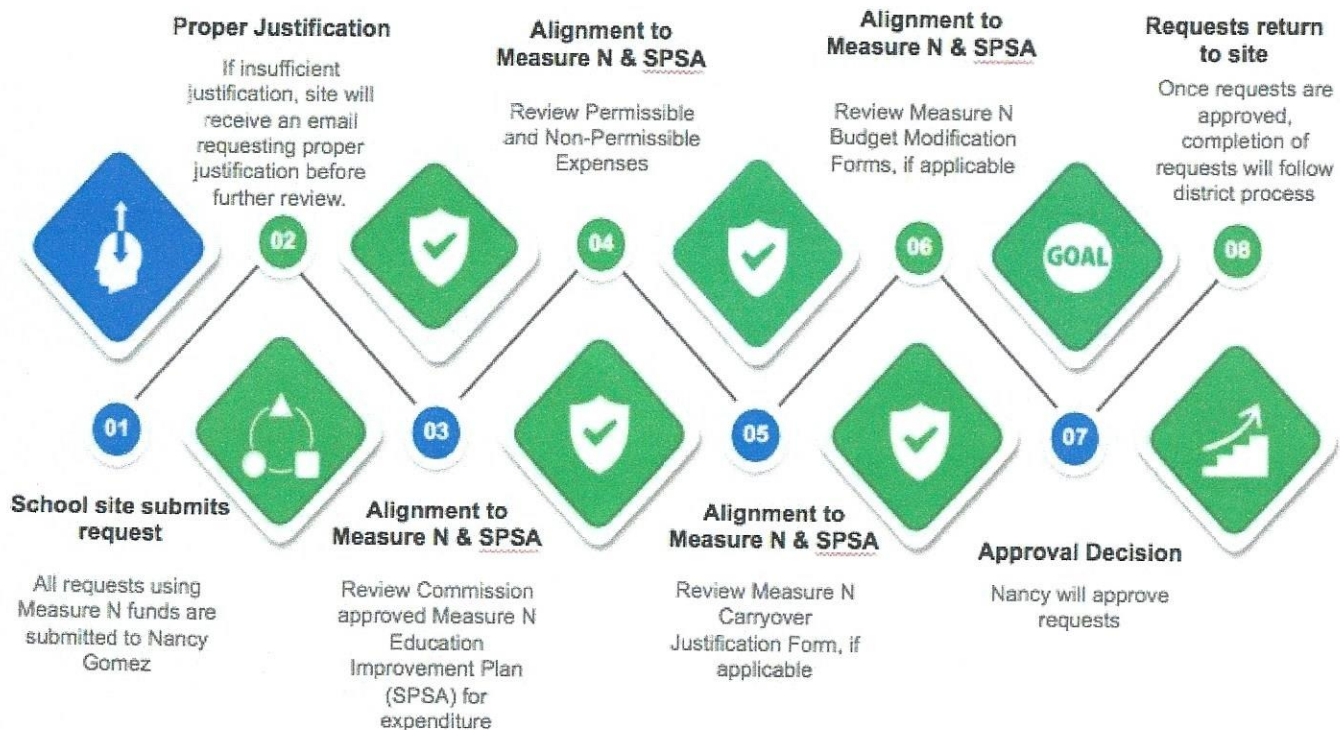 Proper Justification
If insufficient
justification, site will
receive an email
requesting proper
justification before
further review.
Alignment to
Measure N & SPSA
Review Permissible
and Non-Permissible
Expenses
Alignment to
Measure N & SPSA
Review Measure N
Budget Modification
Forms, if applicable
Requests return
to site
Once requests are
approved,
completion of
requests will follow
district process
02
04
06
GOAL
08
01
03
05
07
School site submits
request
All requests using
Measure N funds are
submitted to Nancy
Gomez
Alignment to
Measure N & SPSA
Review Commission
approved Measure N
Education
Improvement Plan
(SPSA) for
expenditure
Alignment to
Measure N & SPSA
Review Measure N
Carryover
Justification Form, if
applicable
Approval Decision
Nancy will approve
requests